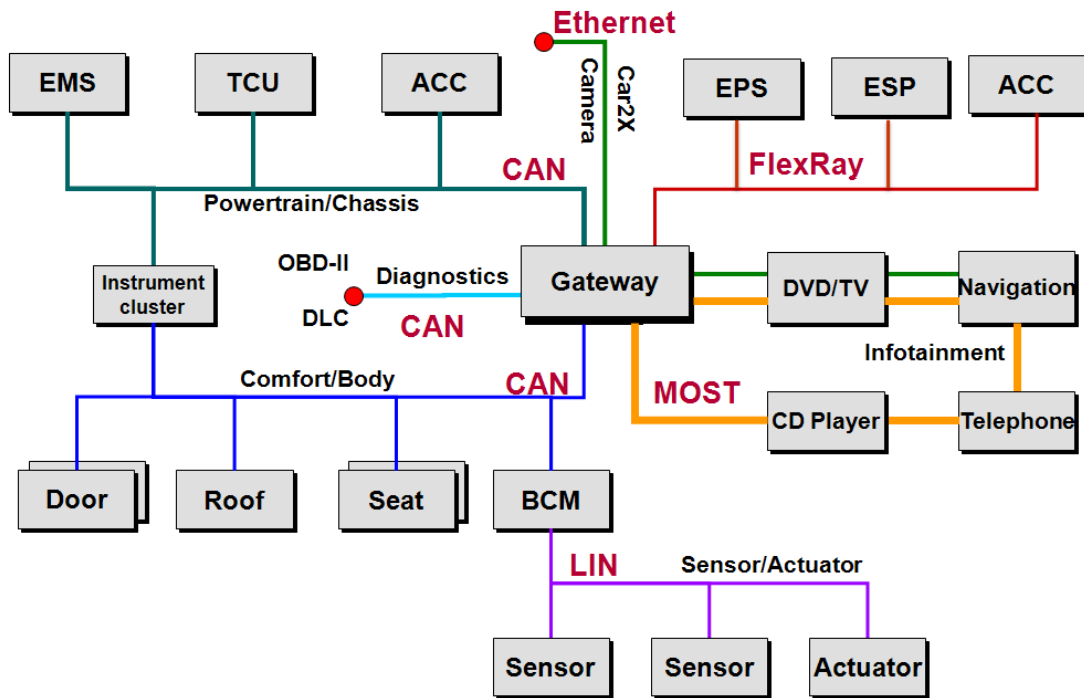 Ethernet
EMS
TCU
ACC
Camera
Car2X
EPS
ESP
ACC
CAN
FlexRay
Powertrain/Chassis
Instrument
cluster
OBD-II
Diagnostics
DLC
CAN
Gateway
DVD/TV
Navigation
Infotainment
Comfort/Body
CAN
MOST
CD Player
Telephone
Door
Roof
Seat
BCM
LIN
Sensor/Actuator
Sensor
Sensor
Actuator